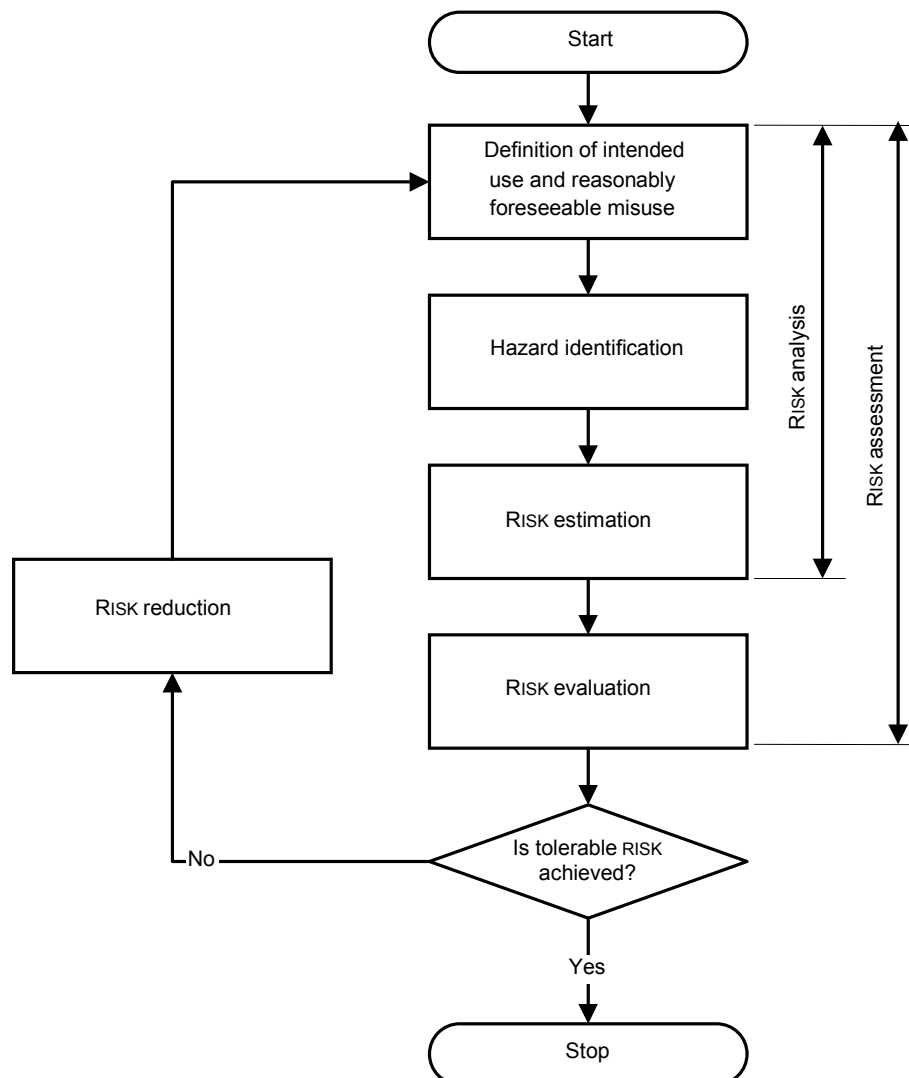 Start
Definition of intended
use and reasonably
foreseeable misuse
Hazard identification
RISK analysis
RISK assessment
RISK estimation
RISK reduction
RISK evaluation
Is tolerable RISK
achieved?
No
Yes
Stop